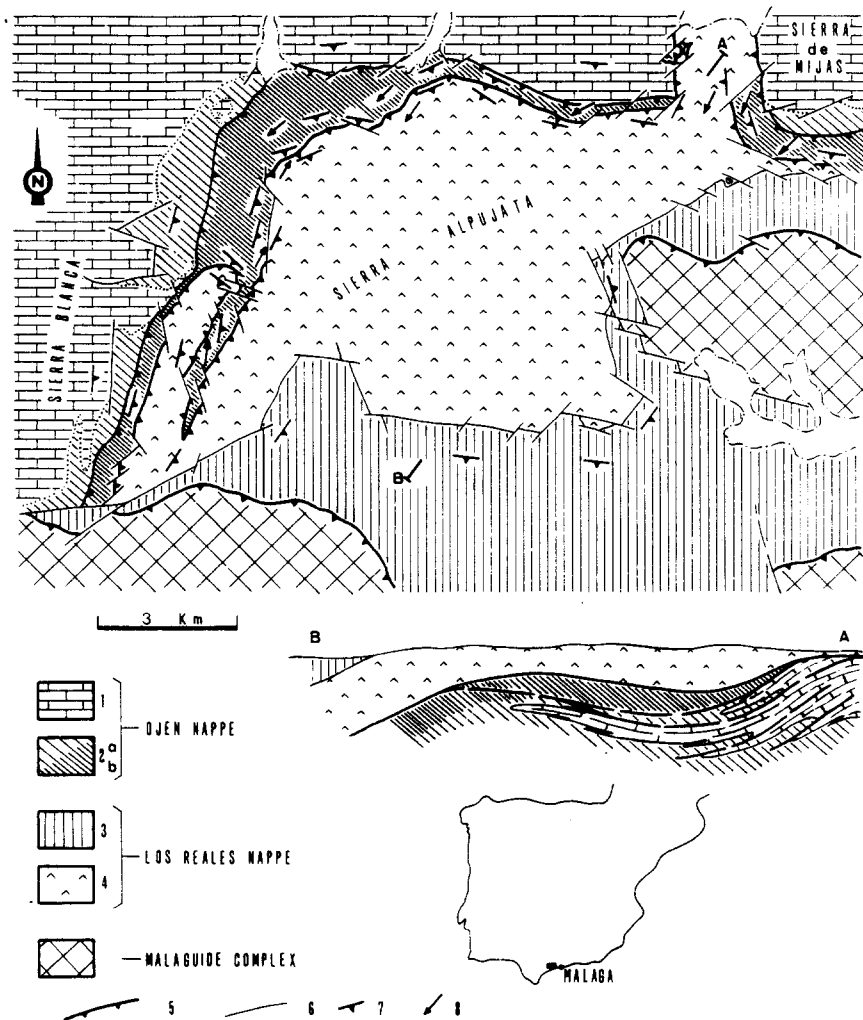 A
SIERRA
de
MIJAS
N
SIERRA ALPUJATA
SIERRA BLANCA
B
3 Km
B A
1
OJEN NAPPE
2 a
b
3
LOS REALES NAPPE
4
MALAGUIDE COMPLEX
MALAGA
5 6 7 8